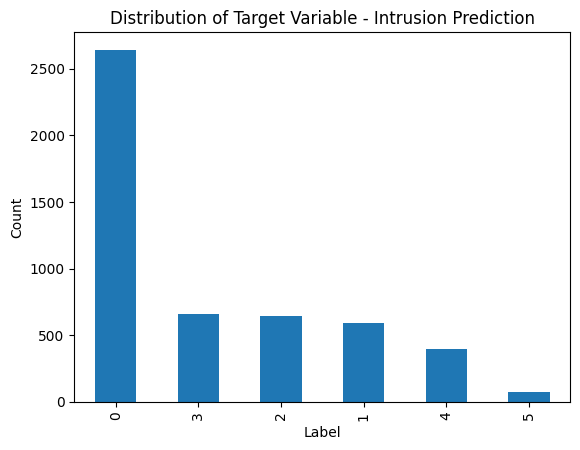 Distribution of Target Variable - Intrusion Prediction
2500
2000
1500
1000
500
0
Count
0 3 2 1 4 5
Label